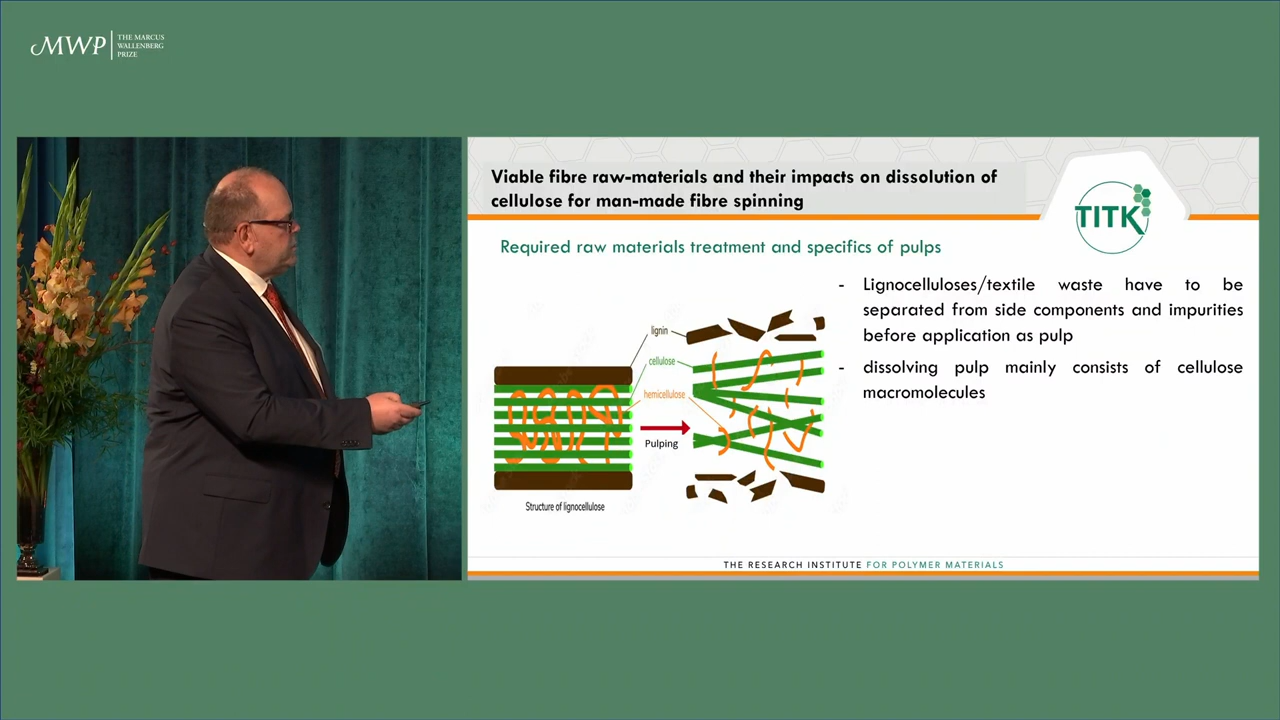 MWP
THE MARCUS
WALLENBERG
PRIZE
Viable fibre raw-materials and their impacts on dissolution of
cellulose for man-made fibre spinning
TITK
Required raw materials treatment and specifics of pulps
- Lignocelluloses/textile waste have to be
separated from side components and impurities
before application as pulp
- dissolving pulp mainly consists of cellulose
macromolecules
lignin
cellulose
hemicellulose
Pulping
Structure of lignocellulose
THE RESEARCH INSTITUTE FOR POLYMER MATERIALS